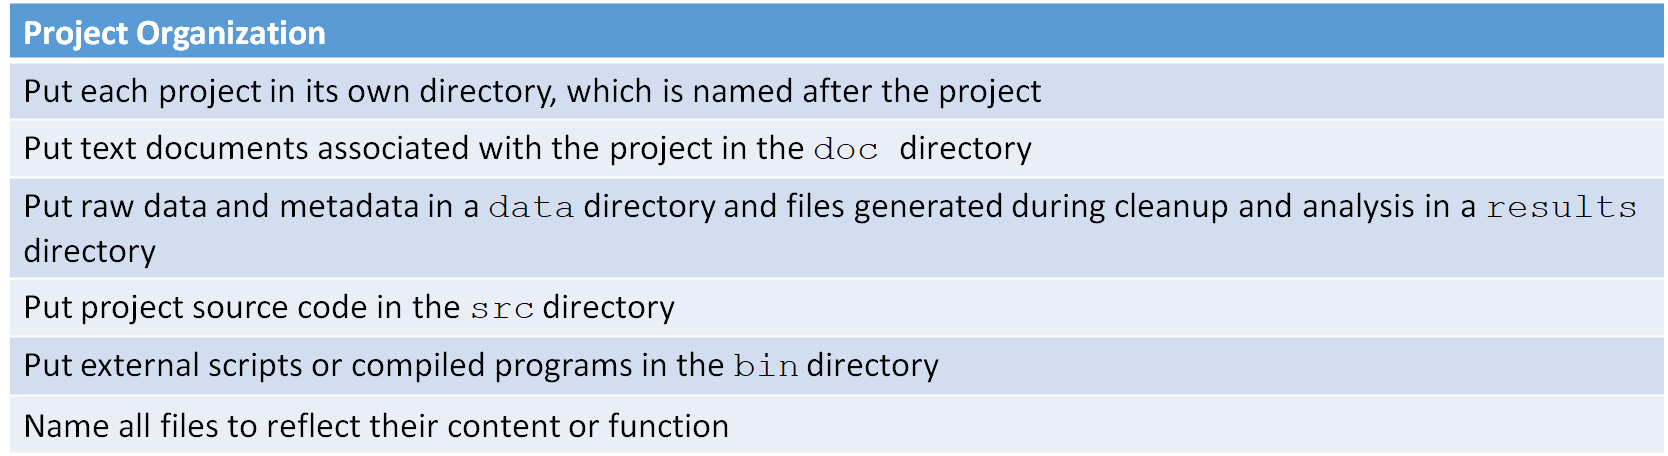 Project Organization
Put each project in its own directory, which is named after the project
Put text documents associated with the project in the doc directory
Put raw data and metadata in a data directory and files generated during cleanup and analysis in a results
directory
Put project source code in the src directory
Put external scripts or compiled programs in the bin directory
Name all files to reflect their content or function